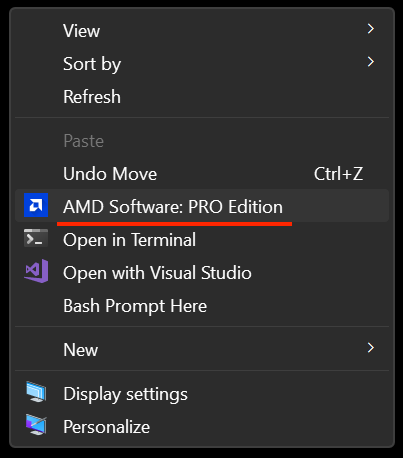 View
Sort by
Refresh
Paste
Undo Move Ctrl+Z
AMD Software: PRO Edition
Open in Terminal
Open with Visual Studio
Bash Prompt Here
New
Display settings
Personalize